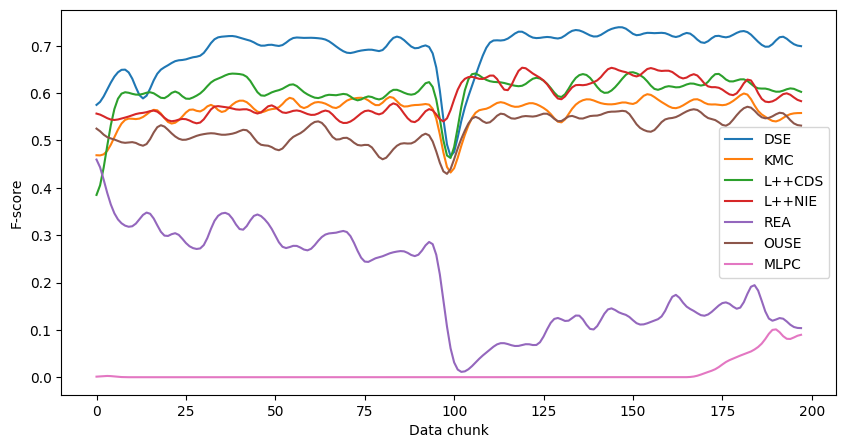 0.7
0.6
0.5
0.4
0.3
0.2
0.1
0.0
F-score
0
25
50
75
100
125
150
175
200
Data chunk
DSE
KMC
L++CDS
L++NIE
REA
OUSE
MLPC